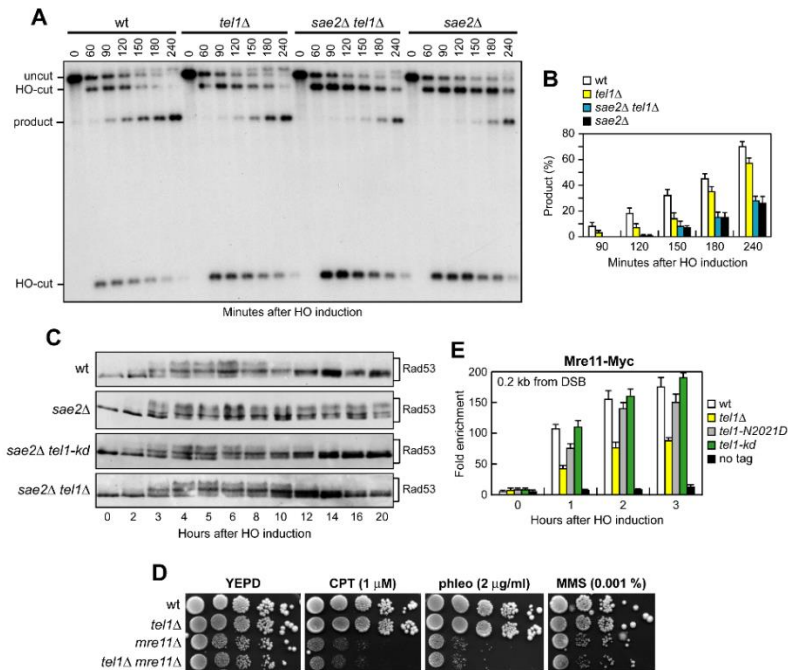 A
wt tel1Δ sae2Δ tel1Δ sae2Δ
0 60 90 120 150 180 240 0 60 90 120 150 180 240 0 60 90 120 150 180 240 0 60 90 120 150 180 240
uncut
HO-cut
product
HO-cut
Minutes after HO induction
B
wt
tel1Δ
sae2Δ tel1Δ
sae2Δ
Product (%)
80
60
40
20
0
90 120 150 180 240
Minutes after HO induction
C
wt Rad53
sae2Δ Rad53
sae2Δ tel1-kd Rad53
sae2Δ tel1Δ Rad53
0 2 3 4 5 6 8 10 12 14 16 20
Hours after HO induction
E
Mre11-Myc
0.2 kb from DSB
Fold enrichment
200
150
100
50
0
0 1 2 3
Hours after HO induction
wt
tel1Δ
tel1-N2021D
tel1-kd
no tag
D
YEPD CPT (1 μM) phleo (2 μg/ml) MMS (0.001 %)
wt
tel1Δ
mre11Δ
tel1Δ mre11Δ